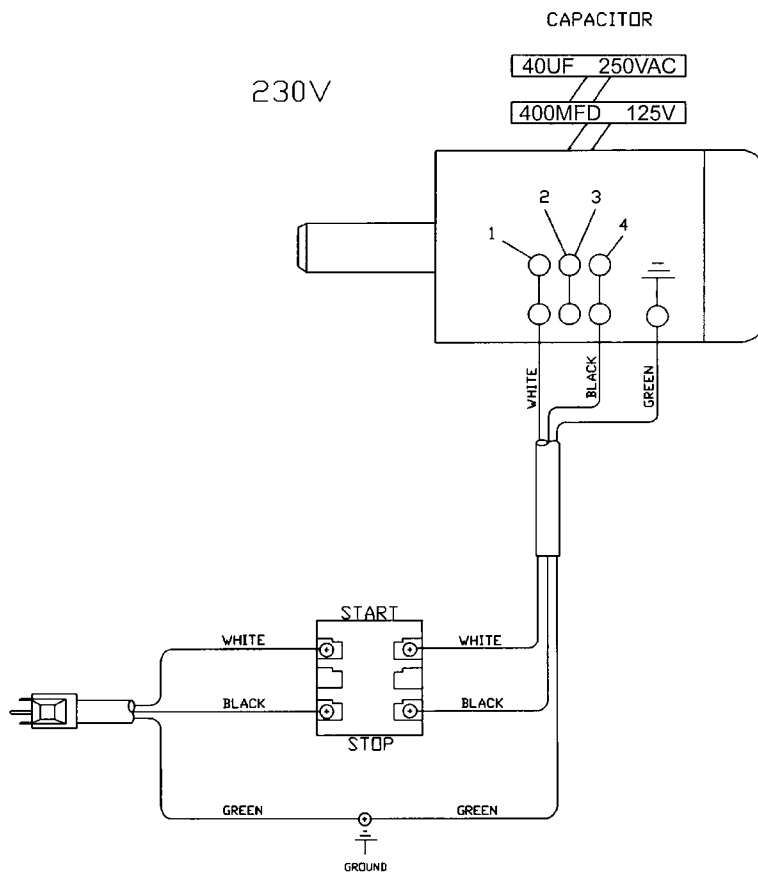 CAPACITOR
40UF 250VAC
230V
400MFD 125V
2 3
1 4
WHITE
BLACK
GREEN
START
WHITE WHITE
BLACK BLACK
STOP
GREEN GREEN
GROUND